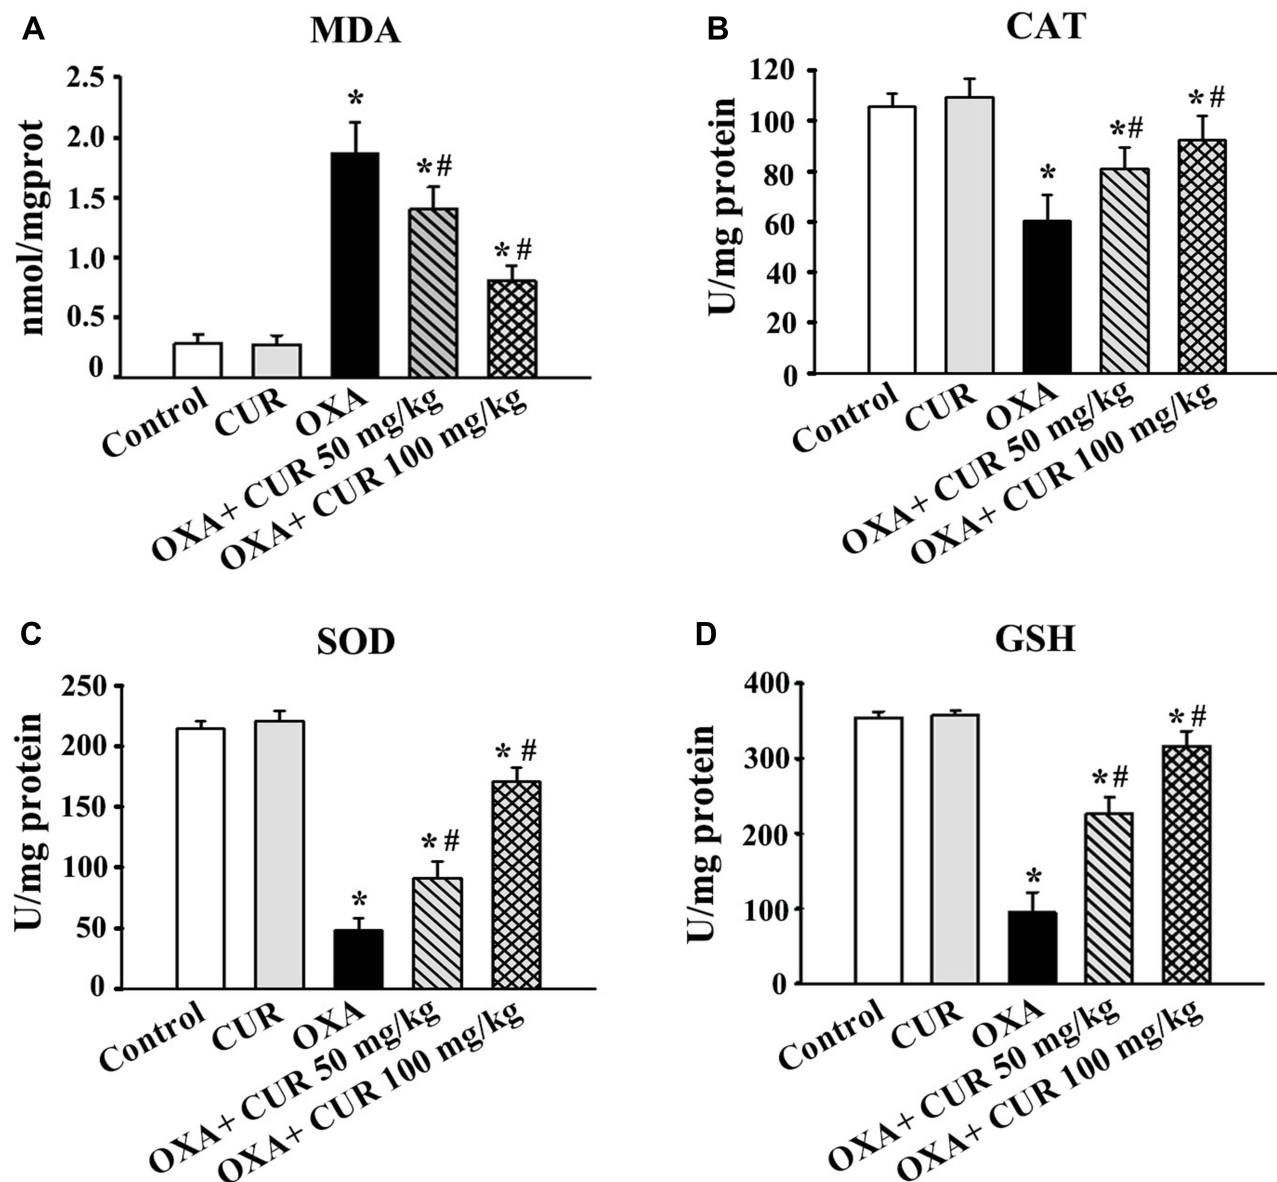 A
MDA
nmol/mgprot
2.5
2.0
1.5
1.0
0.5
0
*
*#
*#
Control
CUR
OXA
OXA+ CUR 50 mg/kg
OXA+ CUR 100 mg/kg
B
CAT
U/mg protein
120
100
80
60
40
20
0
*
*#
*#
Control
CUR
OXA
OXA+ CUR 50 mg/kg
OXA+ CUR 100 mg/kg
C
SOD
U/mg protein
250
200
150
100
50
0
*
*#
* #
Control
CUR
OXA
OXA+ CUR 50 mg/kg
OXA+ CUR 100 mg/kg
D
GSH
U/mg protein
400
300
200
100
0
*
*#
*#
Control
CUR
OXA
OXA+ CUR 50 mg/kg
OXA+ CUR 100 mg/kg